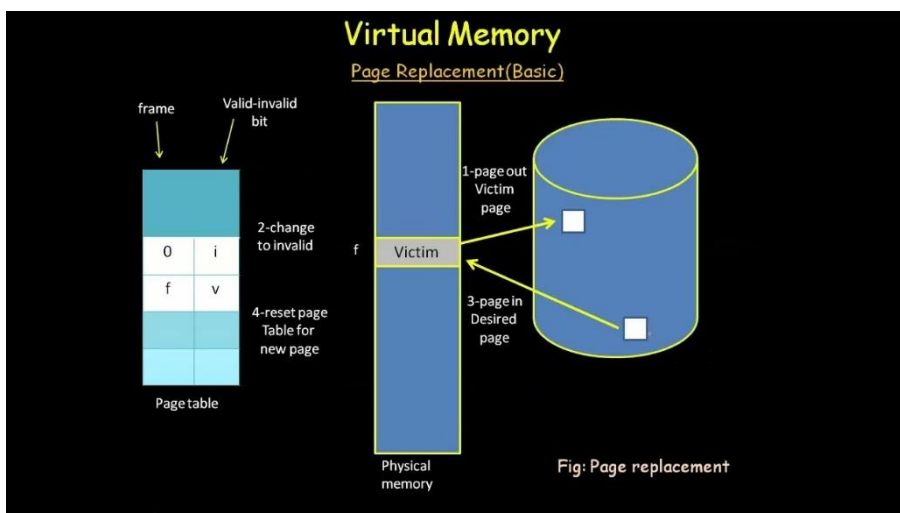 Virtual Memory
Page Replacement(Basic)
frame
Valid-invalid
bit
1-page out
Victim
page
2-change
to invalid
0 i
f
Victim
f v
3-page in
Desired
page
4-reset page
Table for
new page
Page table
Physical
memory
Fig: Page replacement